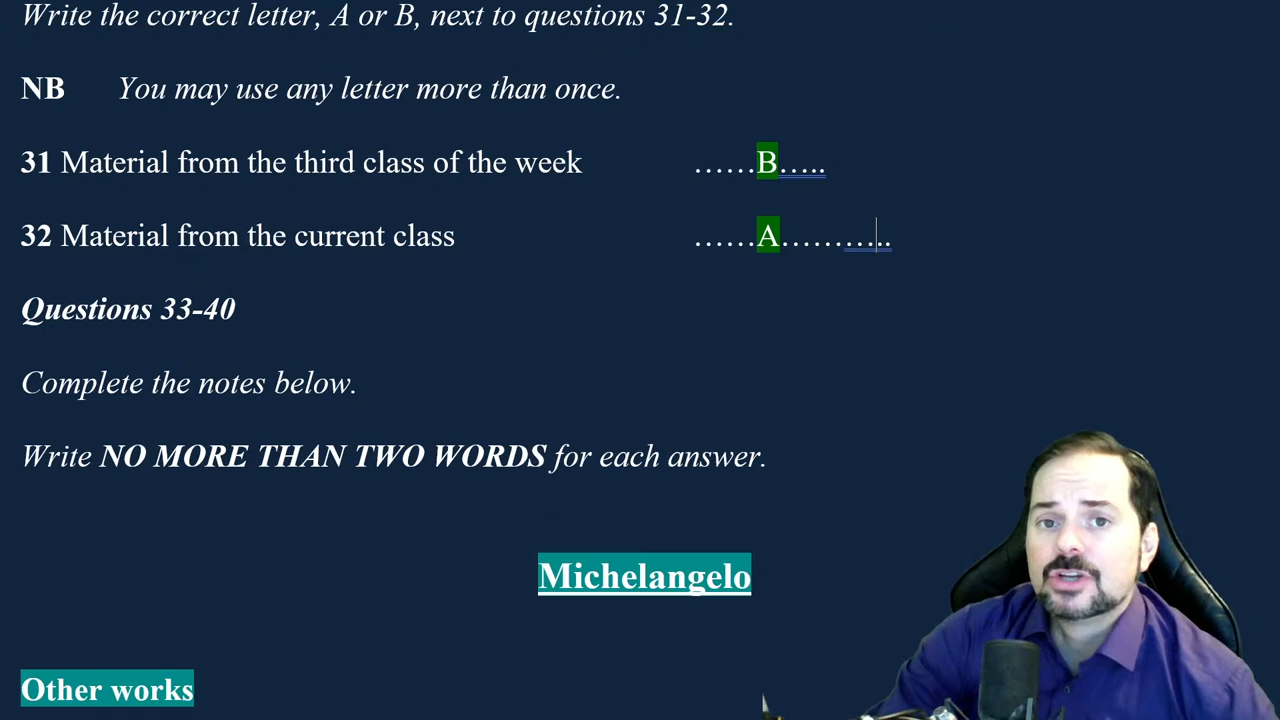 Write the correct letter, A or B, next to questions 31-32.
NB You may use any letter more than once.
31 Material from the third class of the week ……B…..
32 Material from the current class ……A………..
Questions 33-40
Complete the notes below.
Write NO MORE THAN TWO WORDS for each answer.
Michelangelo
Other works